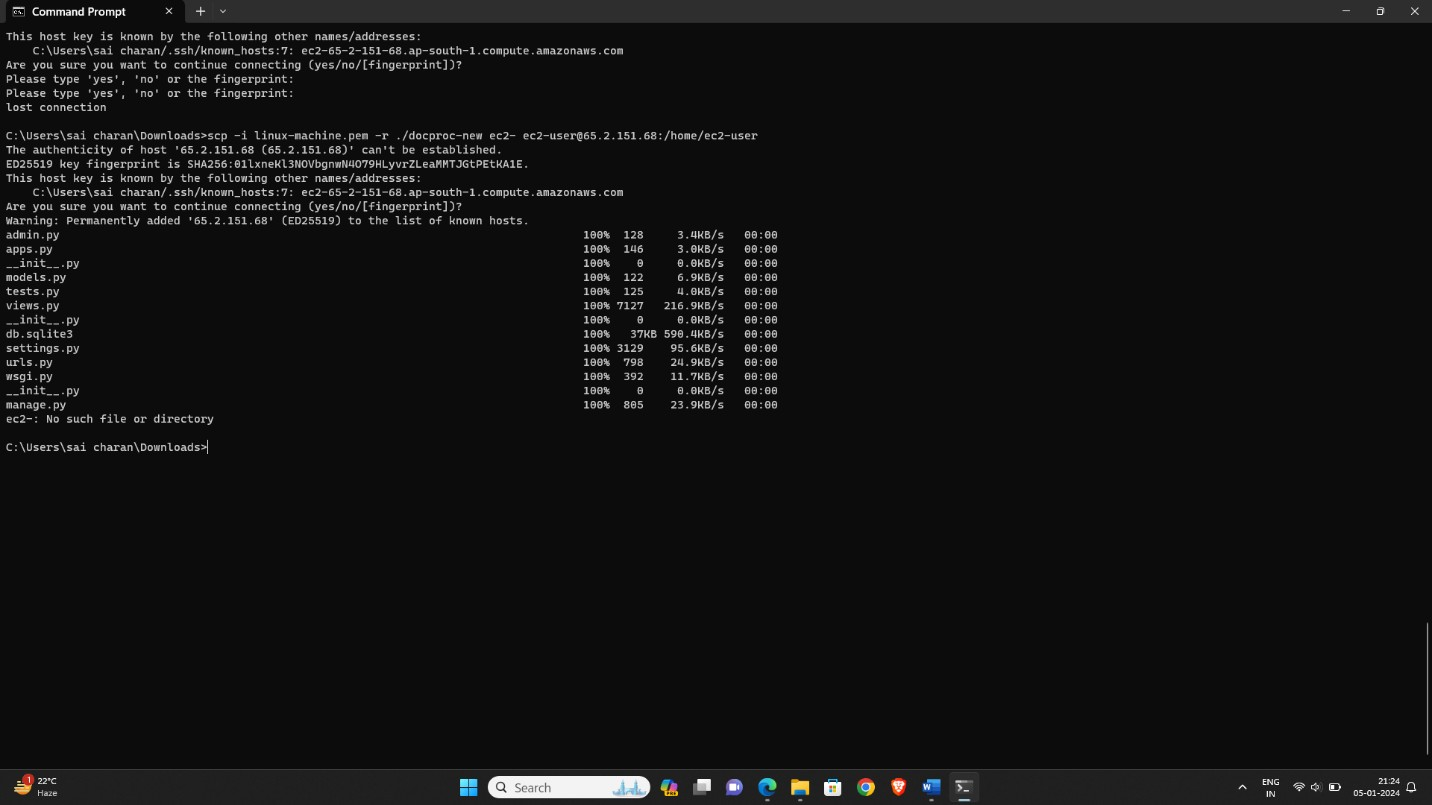 Command Prompt
This host key is known by the following other names/addresses:
C:\Users\sai charan/.ssh/known_hosts:7: ec2-65-2-151-68.ap-south-1.compute.amazonaws.com
Are you sure you want to continue connecting (yes/no/[fingerprint])?
Please type 'yes', 'no' or the fingerprint:
Please type 'yes', 'no' or the fingerprint:
lost connection
C:\Users\sai charan\Downloads>scp -i linux-machine.pem -r ./docproc-new ec2- ec2-user@65.2.151.68:/home/ec2-user
The authenticity of host '65.2.151.68 (65.2.151.68)' can't be established.
ED25519 key fingerprint is SHA256:01lxneKl3NOVbgnwN4O79HLyvrZLeaMMTJGtPEtKA1E.
This host key is known by the following other names/addresses:
C:\Users\sai charan/.ssh/known_hosts:7: ec2-65-2-151-68.ap-south-1.compute.amazonaws.com
Are you sure you want to continue connecting (yes/no/[fingerprint])?
Warning: Permanently added '65.2.151.68' (ED25519) to the list of known hosts.
admin.py 100% 128 3.4KB/s 00:00
apps.py 100% 146 3.0KB/s 00:00
__init__.py 100% 0 0.0KB/s 00:00
models.py 100% 122 6.9KB/s 00:00
tests.py 100% 125 4.0KB/s 00:00
views.py 100% 7127 216.9KB/s 00:00
__init__.py 100% 0 0.0KB/s 00:00
db.sqlite3 100% 37KB 590.4KB/s 00:00
settings.py 100% 3129 95.6KB/s 00:00
urls.py 100% 798 24.9KB/s 00:00
wsgi.py 100% 392 11.7KB/s 00:00
__init__.py 100% 0 0.0KB/s 00:00
manage.py 100% 805 23.9KB/s 00:00
ec2-: No such file or directory
C:\Users\sai charan\Downloads>
1
22°C
Haze
Search
ENG
IN
21:24
05-01-2024